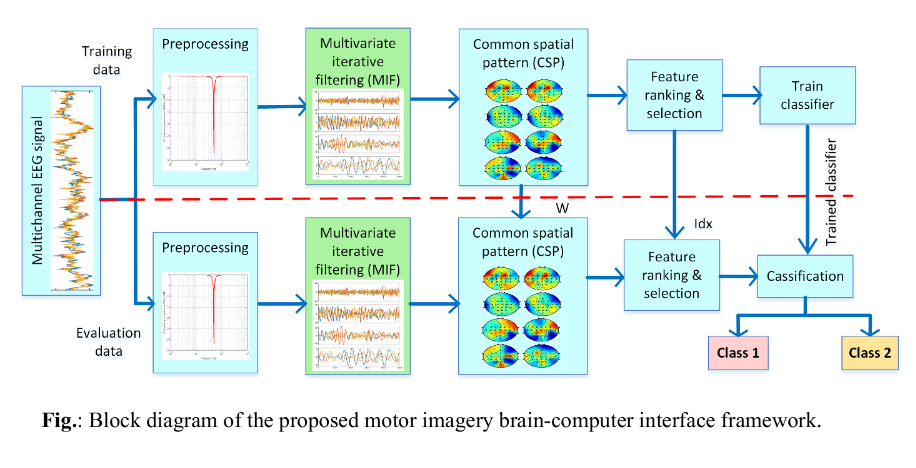 Training
data
Preprocessing
Multivariate
iterative
filtering (MIF)
Common spatial
pattern (CSP)
Feature
ranking &
selection
Train
classifier
Multichannel EEG signal
W
Idx
Trained classifier
Preprocessing
Multivariate
iterative
filtering (MIF)
Common spatial
pattern (CSP)
Feature
ranking &
selection
Cassification
Evaluation
data
Class 1
Class 2
Fig.: Block diagram of the proposed motor imagery brain-computer interface framework.